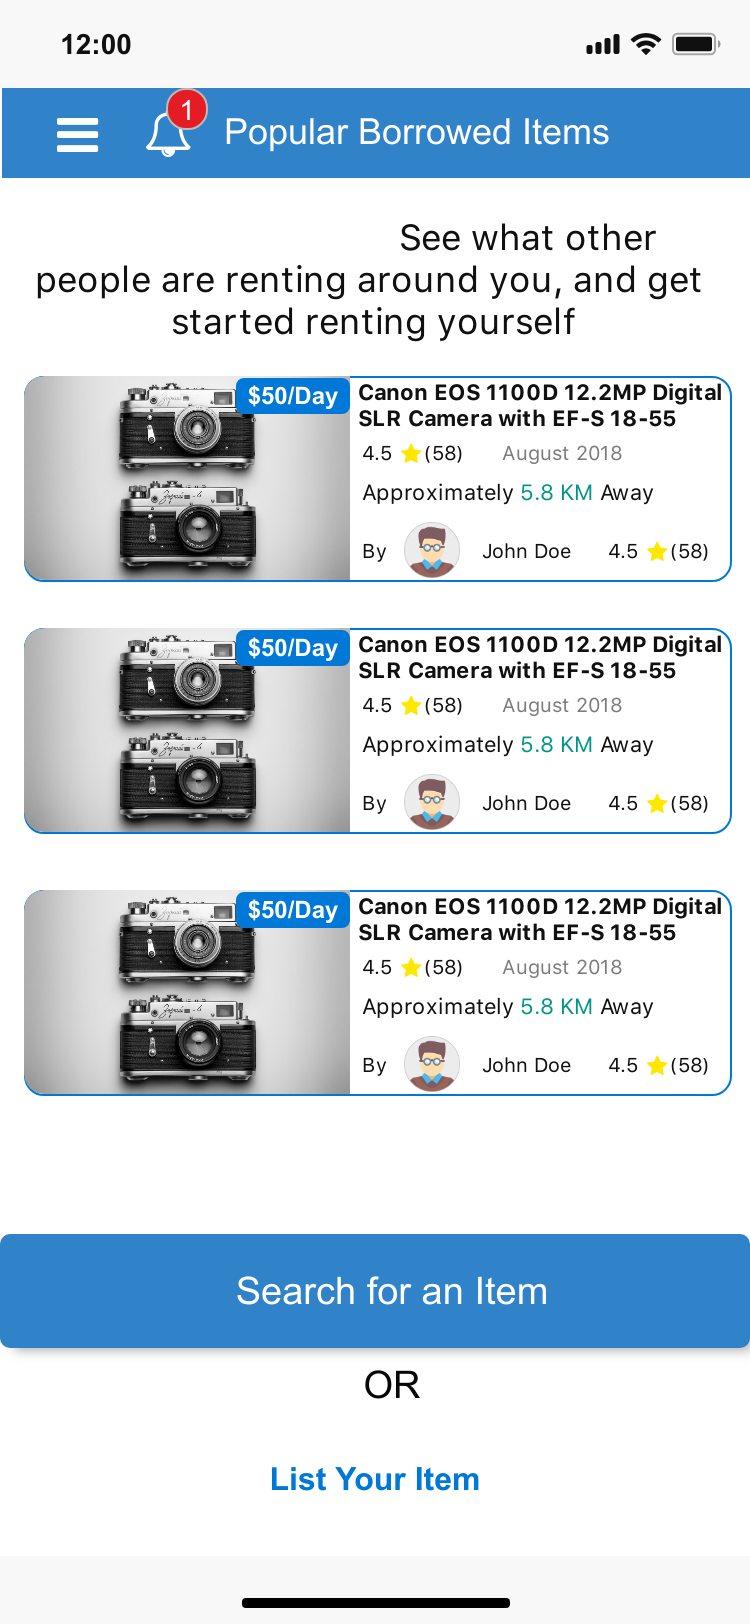 12:00
1
Popular Borrowed Items
See what other
people are renting around you, and get
started renting yourself
$50/Day
Canon EOS 1100D 12.2MP Digital
SLR Camera with EF-S 18-55
4.5 (58) August 2018
Approximately 5.8 KM Away
By John Doe 4.5 (58)
$50/Day
Canon EOS 1100D 12.2MP Digital
SLR Camera with EF-S 18-55
4.5 (58) August 2018
Approximately 5.8 KM Away
By John Doe 4.5 (58)
$50/Day
Canon EOS 1100D 12.2MP Digital
SLR Camera with EF-S 18-55
4.5 (58) August 2018
Approximately 5.8 KM Away
By John Doe 4.5 (58)
Search for an Item
OR
List Your Item